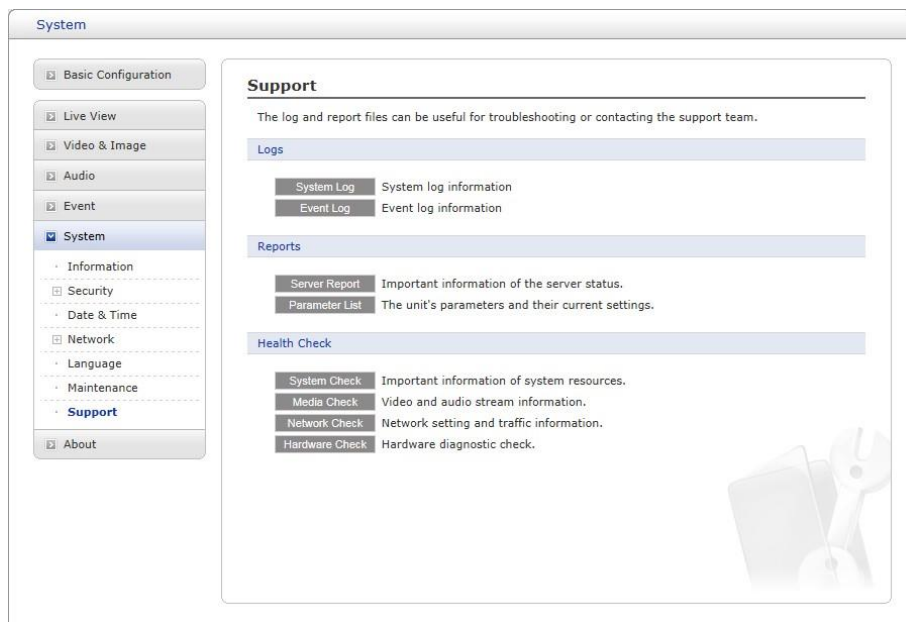 System
Basic Configuration
Live View
Video & Image
Audio
Event
System
Information
Security
Date & Time
Network
Language
Maintenance
Support
About
Support
The log and report files can be useful for troubleshooting or contacting the support team.
Logs
System Log System log information
Event Log Event log information
Reports
Server Report Important information of the server status.
Parameter List The unit's parameters and their current settings.
Health Check
System Check Important information of system resources.
Media Check Video and audio stream information.
Network Check Network setting and traffic information.
Hardware Check Hardware diagnostic check.